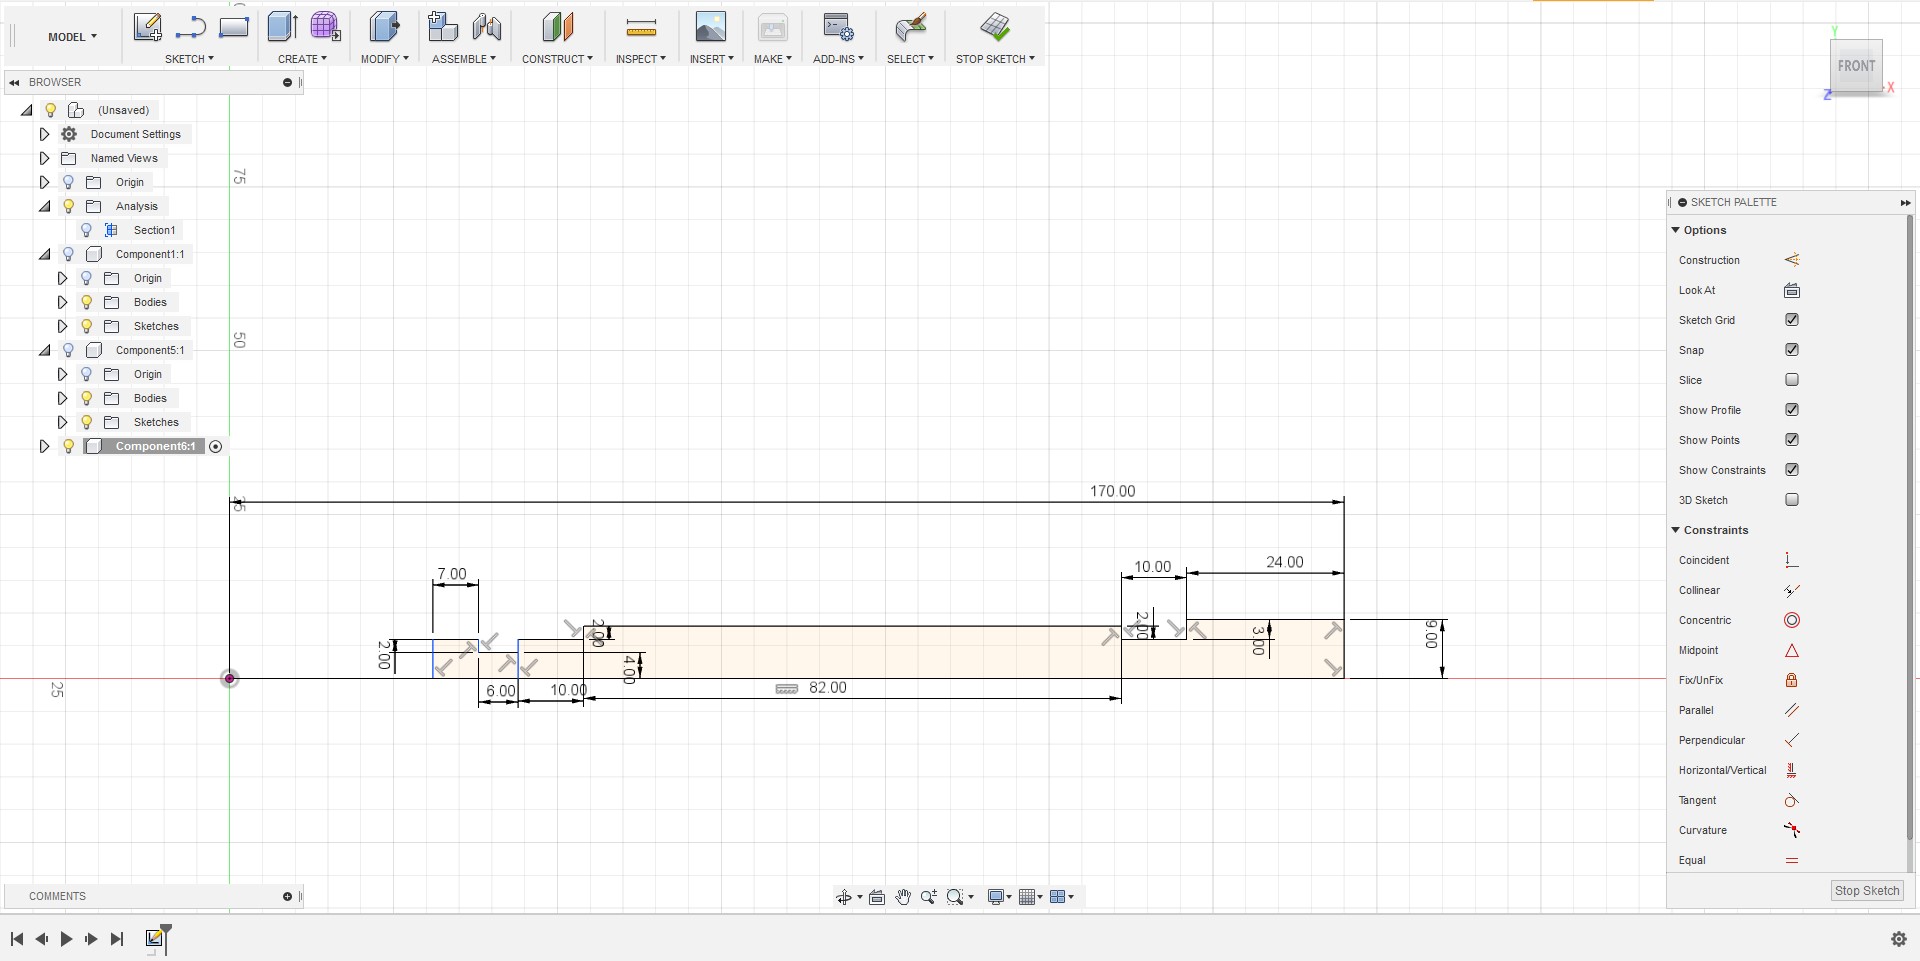 MODEL
SKETCH
CREATE
MODIFY
ASSEMBLE
CONSTRUCT
INSPECT
INSERT
MAKE
ADD-INS
SELECT
STOP SKETCH
Y
FRONT
X
Z
BROWSER
(Unsaved)
Document Settings
Named Views
Origin
Analysis
Section1
Component1:1
Origin
Bodies
Sketches
Component5:1
Origin
Bodies
Sketches
Component6:1
75
50
25
25
170.00
7.00
10.00
24.00
2.00
2.00
2.00
3.00
9.00
4.00
6.00
10.00
82.00
SKETCH PALETTE
Options
Construction
Look At
Sketch Grid
Snap
Slice
Show Profile
Show Points
Show Constraints
3D Sketch
Constraints
Coincident
Collinear
Concentric
Midpoint
Fix/UnFix
Parallel
Perpendicular
Horizontal/Vertical
Tangent
Curvature
Equal
Stop Sketch
COMMENTS